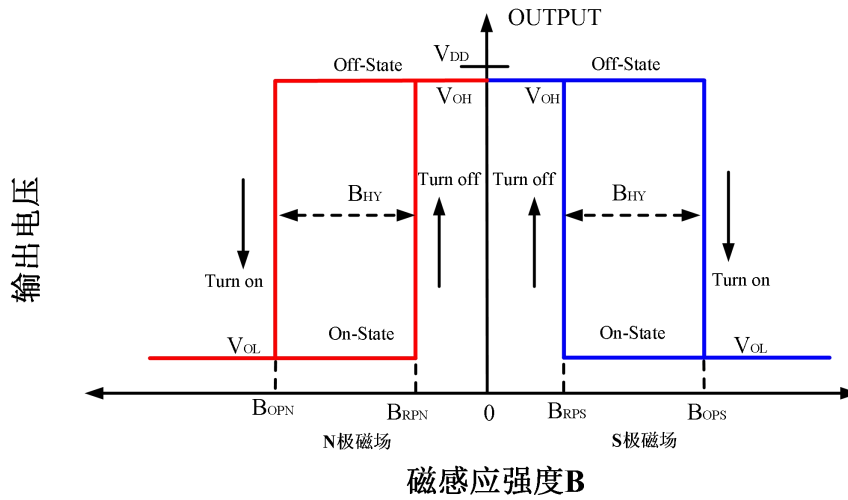 OUTPUT
VDD
Off-State
Off-State
VOH
VOH
Turn off
Turn off
BHY
BHY
Turn on
Turn on
On-State
On-State
VOL
VOL
BOPN
BRPN
0
BRPS
BOPS
N极磁场
S极磁场
输出电压
磁感应强度B